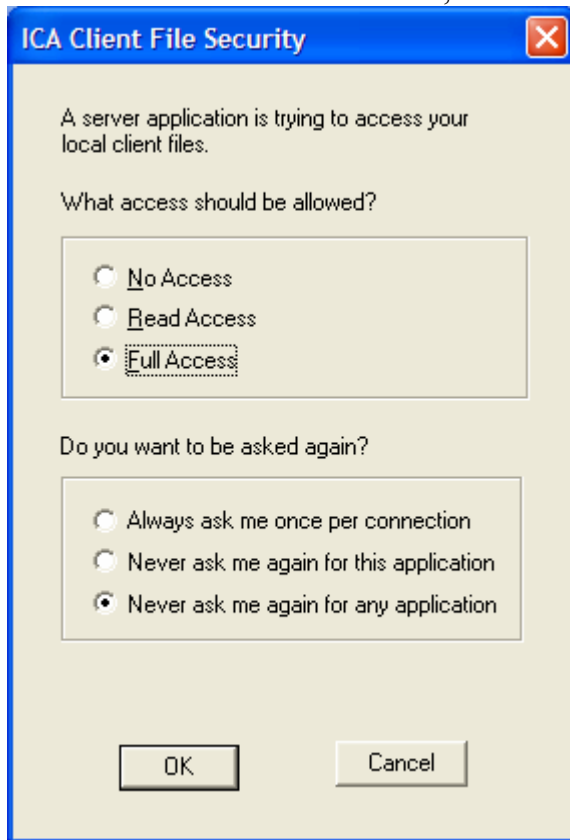 ICA Client File Security
A server application is trying to access your
local client files.
What access should be allowed?
No Access
Read Access
Full Access
Do you want to be asked again?
Always ask me once per connection
Never ask me again for this application
Never ask me again for any application
OK
Cancel